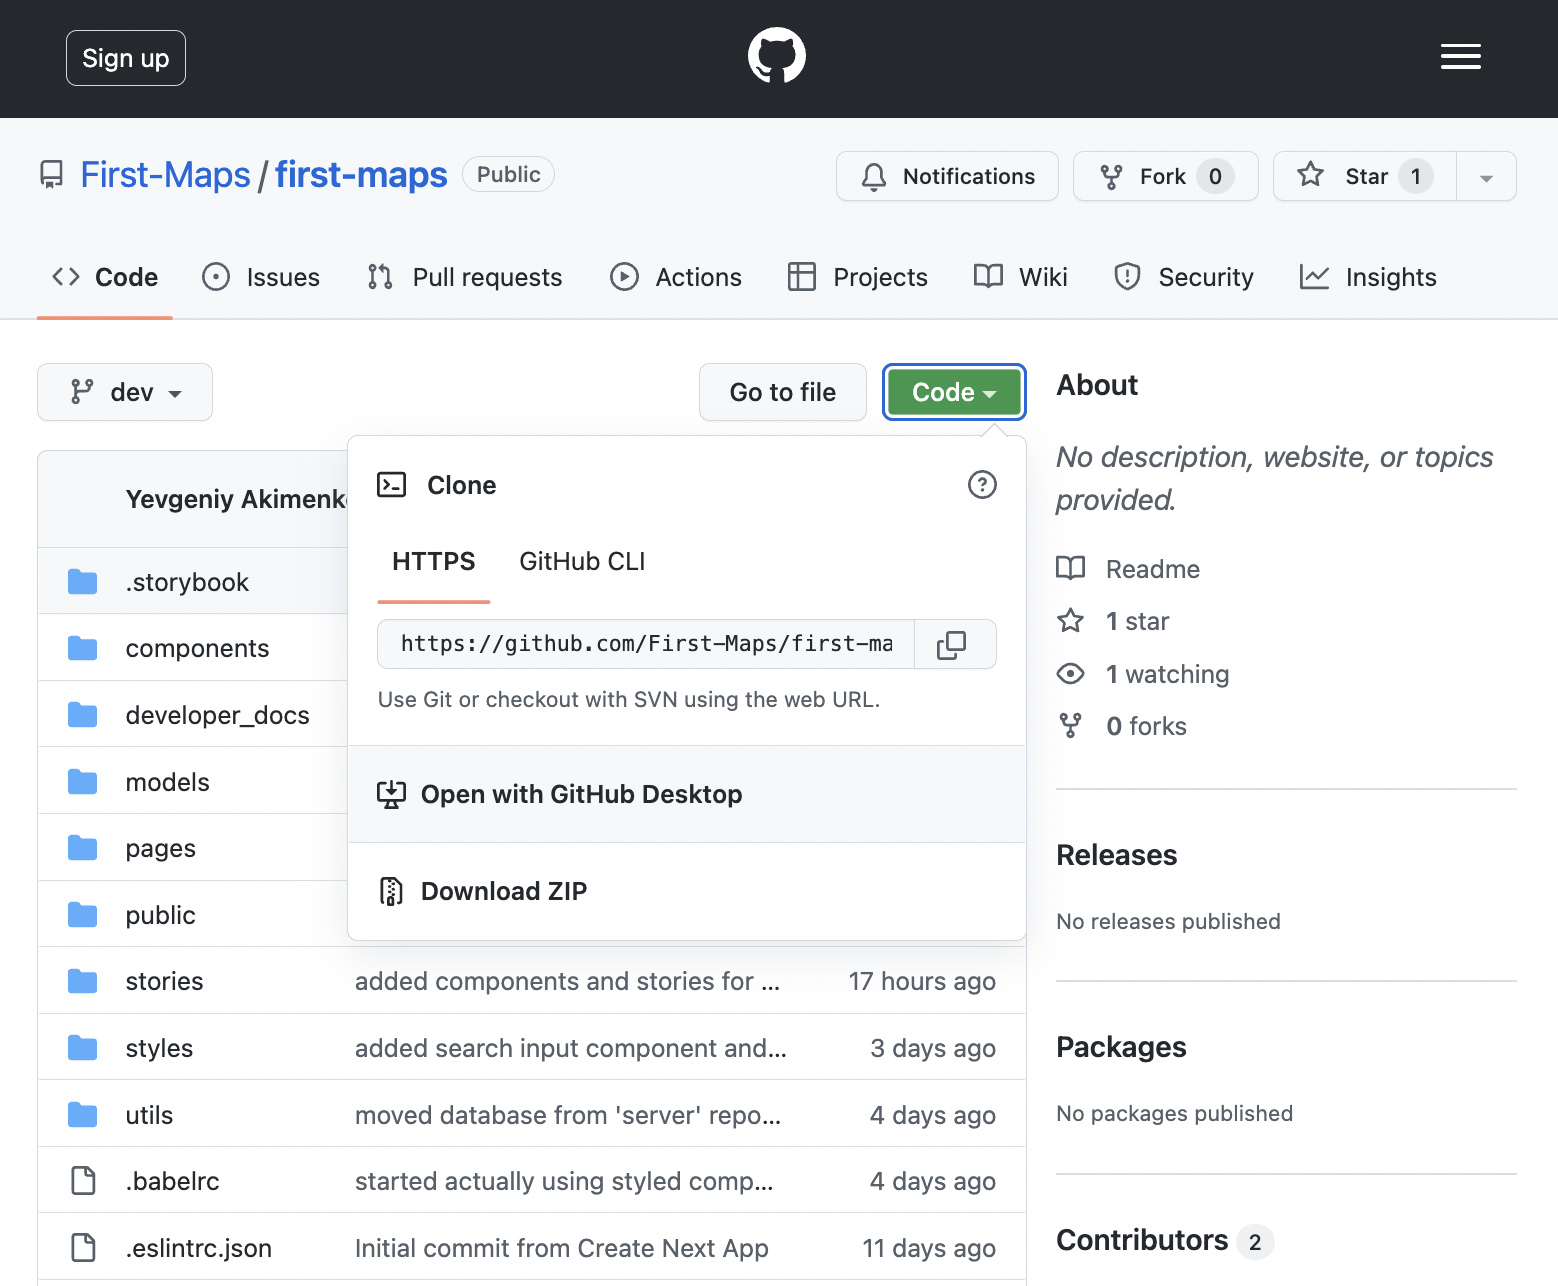 Sign up
First-Maps / first-maps Public
Notifications Fork 0 Star 1
Code Issues Pull requests Actions Projects Wiki Security Insights
dev Go to file Code
Clone
HTTPS GitHub CLI
https://github.com/First-Maps/first-ma
Use Git or checkout with SVN using the web URL.
Open with GitHub Desktop
Download ZIP
Yevgeniy Akimenk
.storybook
components
developer_docs
models
pages
public
stories added components and stories for ... 17 hours ago
styles added search input component and... 3 days ago
utils moved database from 'server' repo... 4 days ago
.babelrc started actually using styled comp... 4 days ago
.eslintrc.json Initial commit from Create Next App 11 days ago
About
No description, website, or topics
provided.
Readme
1 star
1 watching
0 forks
Releases
No releases published
Packages
No packages published
Contributors 2